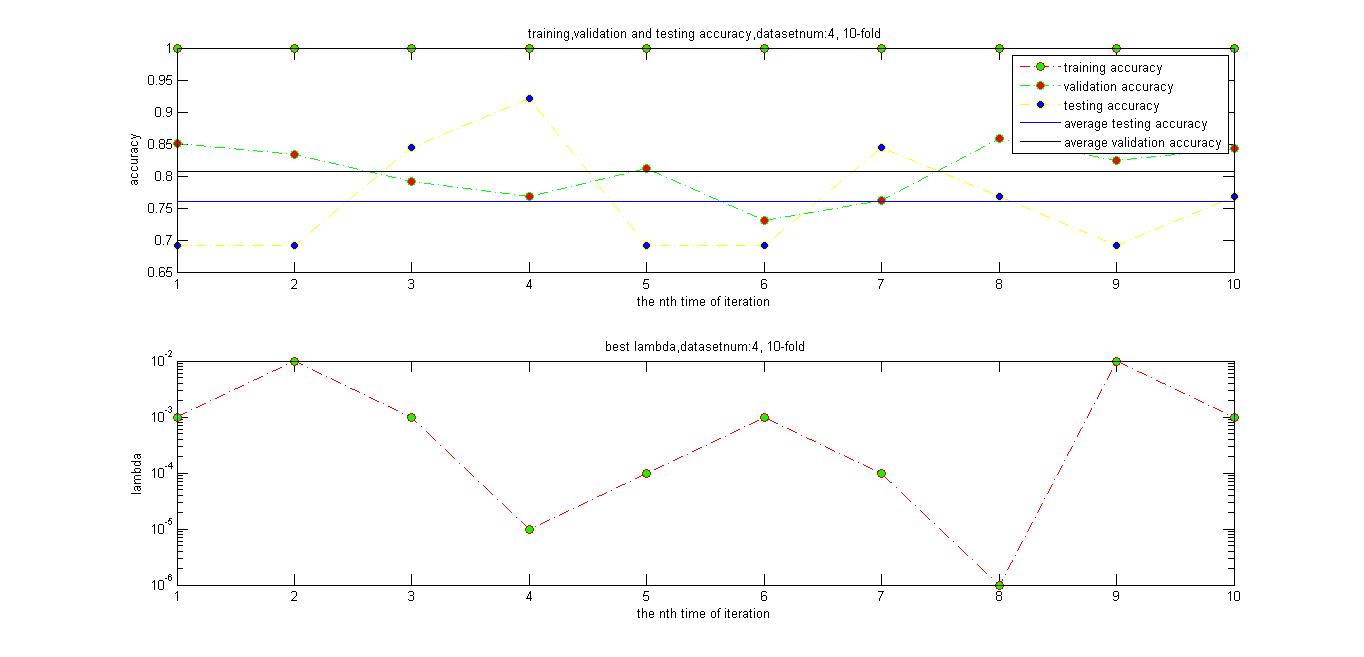 training,validation and testing accuracy,datasetnum:4, 10-fold
1
0.95
0.9
0.85
0.8
0.75
0.7
0.65
accuracy
training accuracy
validation accuracy
testing accuracy
average testing accuracy
average validation accuracy
1 2 3 4 5 6 7 8 9 10
the nth time of iteration
best lambda,datasetnum:4, 10-fold
10^-2
10^-3
10^-4
10^-5
10^-6
lambda
1 2 3 4 5 6 7 8 9 10
the nth time of iteration